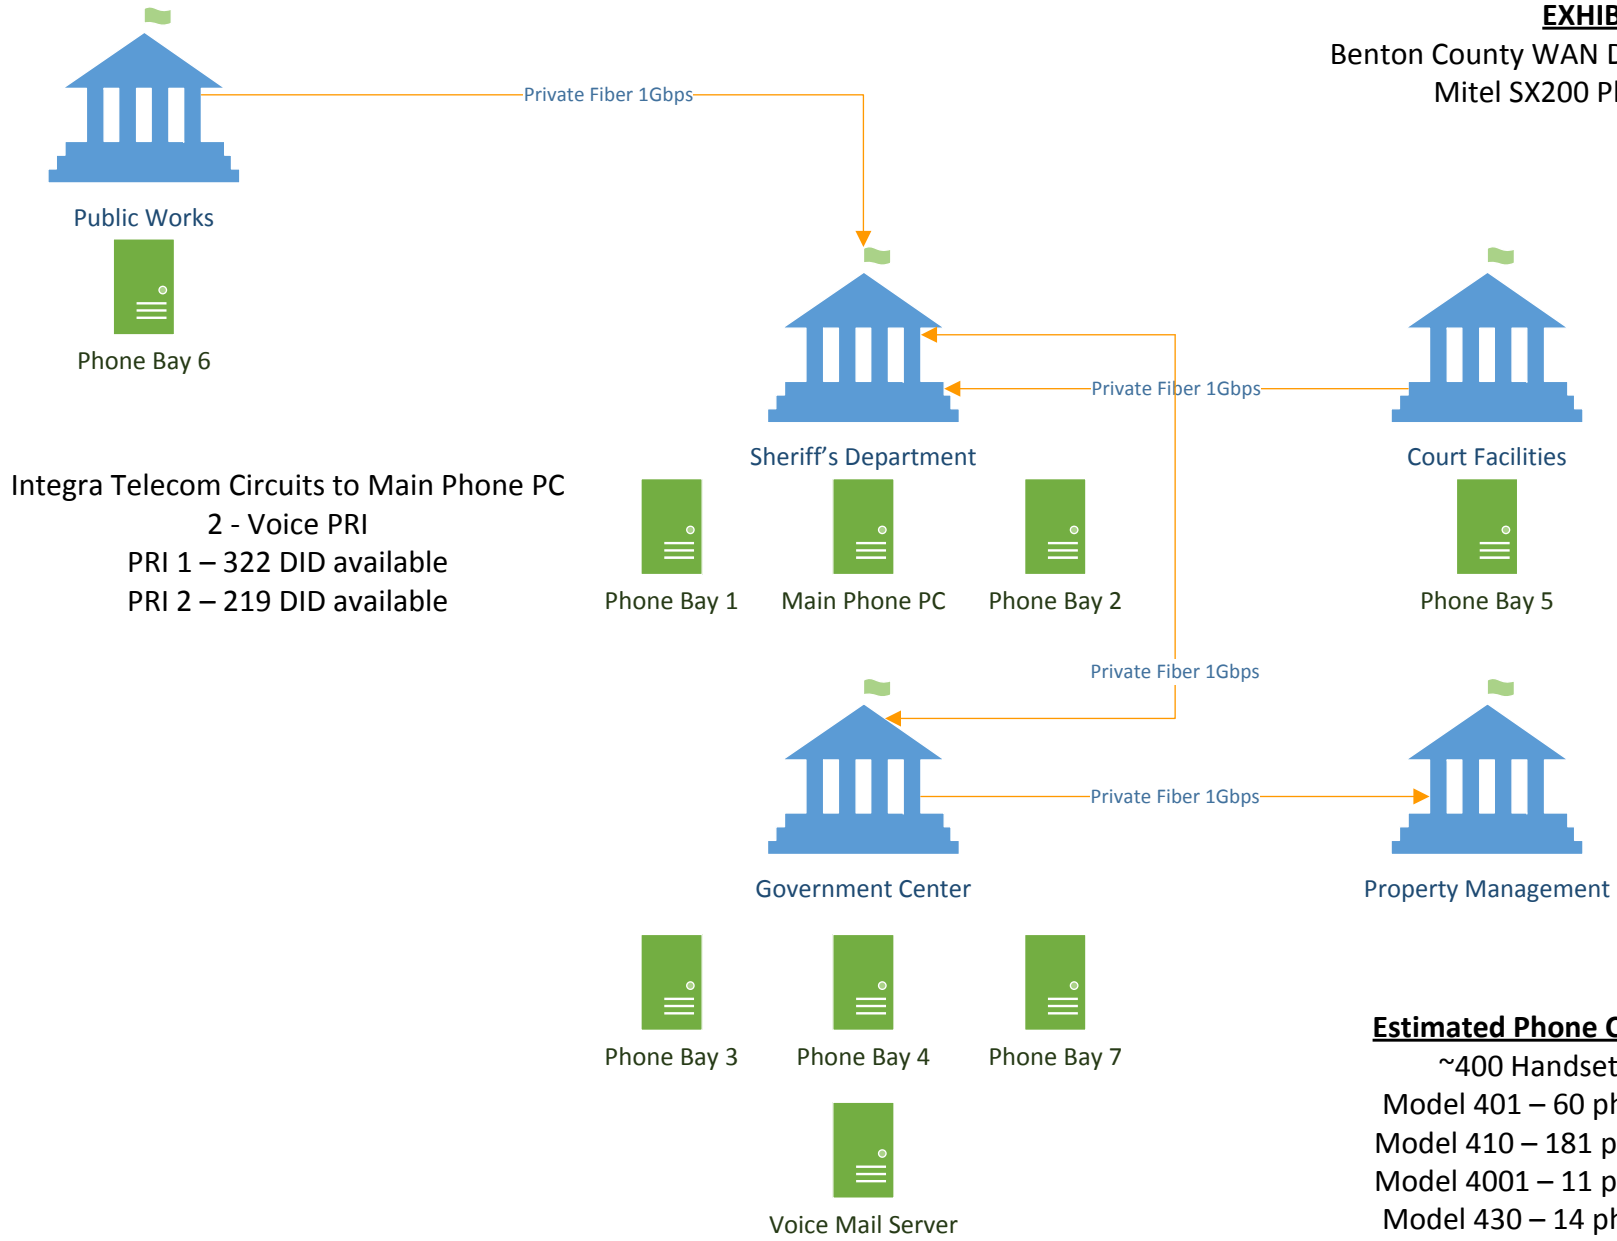 Benton County WAN
Mitel SX200
Private Fiber 1Gbps
Public Works
Phone Bay 6
Private Fiber 1Gbps
Sheriff's Department
Court Facilities
Integra Telecom Circuits to Main Phone PC
2 - Voice PRI
PRI 1 – 322 DID available
PRI 2 – 219 DID available
Phone Bay 1
Main Phone PC
Phone Bay 2
Phone Bay 5
Private Fiber 1Gbps
Private Fiber 1Gbps
Government Center
Property Management
Phone Bay 3
Phone Bay 4
Phone Bay 7
Voice Mail Server
Estimated Phone
~400 Handset
Model 401 – 60
Model 410 – 181
Model 4001 – 11
Model 430 – 14